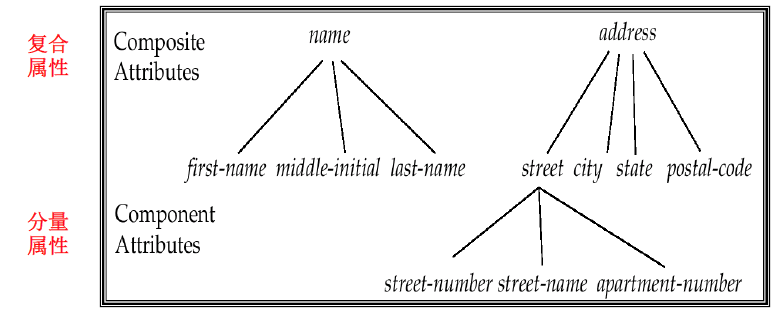 复合
属性
Composite
Attributes
name
address
first-name middle-initial last-name
street city state postal-code
分量
属性
Component
Attributes
street-number street-name apartment-number